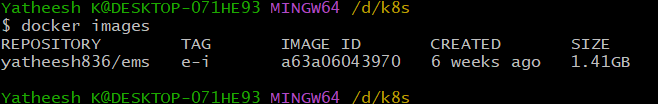 Yatheesh K@DESKTOP-071HE93 MINGW64 /d/k8s
$ docker images
REPOSITORY TAG IMAGE ID CREATED SIZE
yatheesh836/ems e-i a63a06043970 6 weeks ago 1.41GB
Yatheesh K@DESKTOP-071HE93 MINGW64 /d/k8s